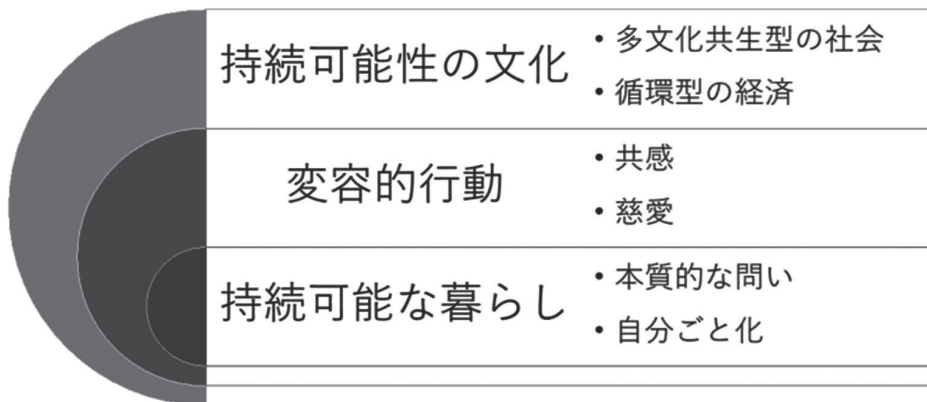 持続可能性の文化
・多文化共生型の社会
・循環型の経済
変容的行動
・共感
・慈愛
持続可能な暮らし
・本質的な問い
・自分ごと化